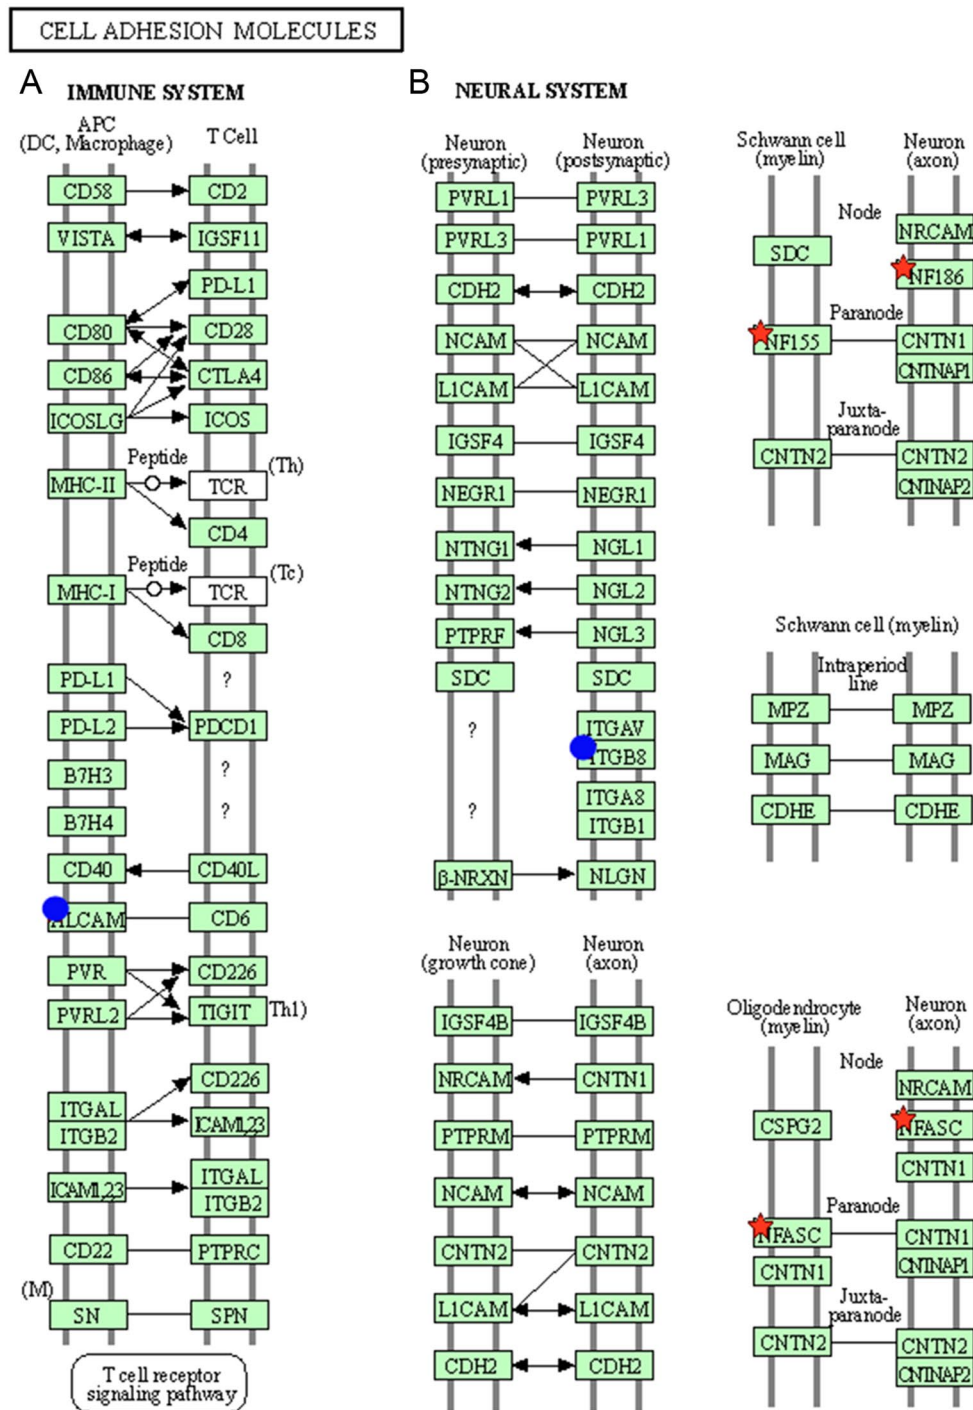 CELL ADHESION MOLECULES
A
IMMUNE SYSTEM
APC
(DC, Macrophage)
T Cell
CD58
CD2
VISTA
IGSF11
PD-L1
CD80
CD28
CD86
CTLA4
ICOSLG
ICOS
Peptide
(Th)
MHC-II
TCR
CD4
Peptide
(Tc)
MHC-I
TCR
CD8
PD-L1
?
PD-L2
PDCD1
B7H3
?
B7H4
?
CD40
CD40L
ALCAM
CD6
PVR
CD226
PVRL2
TIGIT
Th1)
CD226
ITGAL
ITGB2
ICAM1,23
ICAM1,23
ITGAL
ITGB2
CD22
PTPRC
(M)
SN
SPN
T cell receptor
signaling pathway
B
NEURAL SYSTEM
Neuron
(presynaptic)
Neuron
(postsynaptic)
PVRL1
PVRL3
PVRL3
PVRL1
CDH2
CDH2
NCAM
NCAM
L1CAM
L1CAM
IGSF4
IGSF4
NEGR1
NEGR1
NTNG1
NGL1
NTNG2
NGL2
PTPRF
NGL3
SDC
SDC
?
ITGAV
ITGB8
?
ITGA8
ITGB1
β-NRXN
NLGN
Neuron
(growth cone)
Neuron
(axon)
IGSF4B
IGSF4B
NRCAM
CNTN1
PTPRM
PTPRM
NCAM
NCAM
CNTN2
CNTN2
L1CAM
L1CAM
CDH2
CDH2
Schwann cell
(myelin)
Neuron
(axon)
Node
NRCAM
SDC
NF186
Paranode
NF155
CNTN1
CNTNAP1
Juxta-
paranode
CNTN2
CNTN2
CNTNAP2
Schwann cell (myelin)
Intraperiod
line
MPZ
MPZ
MAG
MAG
CDHE
CDHE
Oligodendrocyte
(myelin)
Neuron
(axon)
Node
NRCAM
CSPG2
NFASC
CNTN1
Paranode
NFASC
CNTN1
CNTN1
CNTNAP1
Juxta-
paranode
CNTN2
CNTN2
CNTNAP2